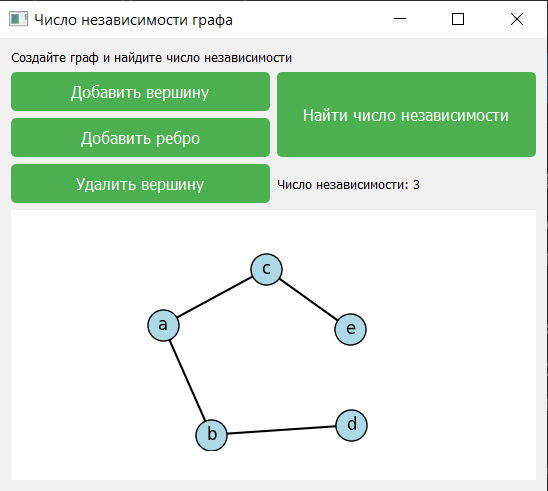 Число независимости графа
Создайте граф и найдите число независимости
Добавить вершину
Найти число независимости
Добавить ребро
Удалить вершину
Число независимости: 3
c
a
e
d
b